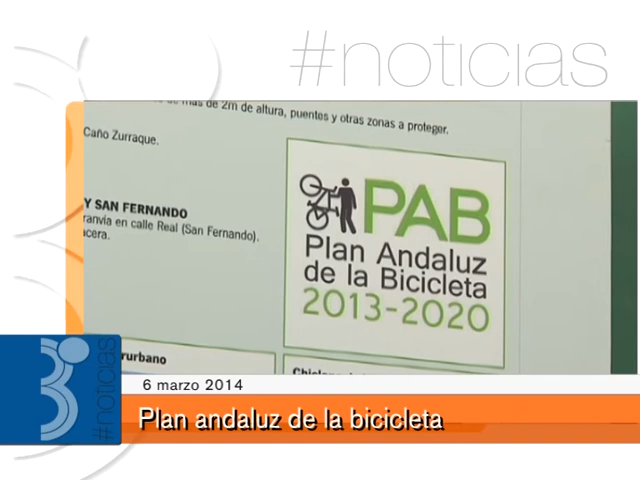 #noticias
de más de 2m de altura, puentes y otras zonas a proteger.
Caño Zurraque.
Y SAN FERNANDO
ranvía en calle Real (San Fernando).
acera.
PAB
Plan Andaluz
de la Bicicleta
2013-2020
rurbano
#noticias
6 marzo 2014
Plan andaluz de la bicicleta